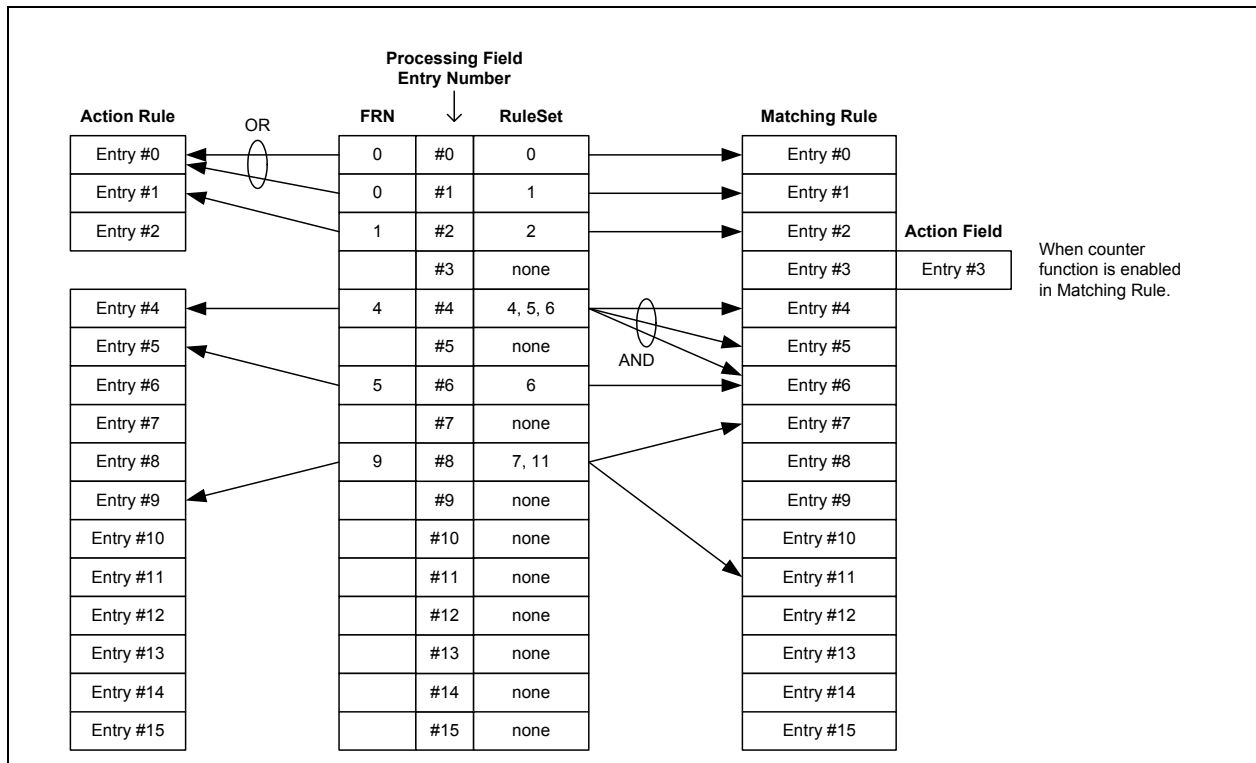 Processing Field
Entry Number
Action Rule
FRN
RuleSet
Matching Rule
OR
Entry #0 0 #0 0 Entry #0
Entry #1 0 #1 1 Entry #1
Entry #2 1 #2 2 Entry #2 Action Field
#3 none Entry #3 Entry #3
When counter
function is enabled
in Matching Rule.
Entry #4 4 #4 4, 5, 6 Entry #4
Entry #5 #5 none Entry #5
AND
Entry #6 5 #6 6 Entry #6
Entry #7 #7 none Entry #7
Entry #8 9 #8 7, 11 Entry #8
Entry #9 #9 none Entry #9
Entry #10 #10 none Entry #10
Entry #11 #11 none Entry #11
Entry #12 #12 none Entry #12
Entry #13 #13 none Entry #13
Entry #14 #14 none Entry #14
Entry #15 #15 none Entry #15